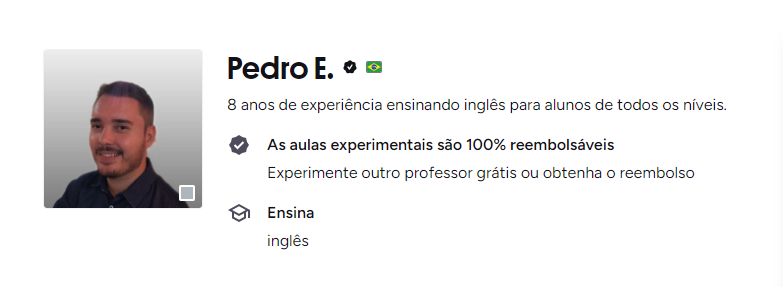 Pedro E.
8 anos de experiência ensinando inglês para alunos de todos os níveis.
As aulas experimentais são 100% reembolsáveis
Experimente outro professor grátis ou obtenha o reembolso
Ensina
inglês